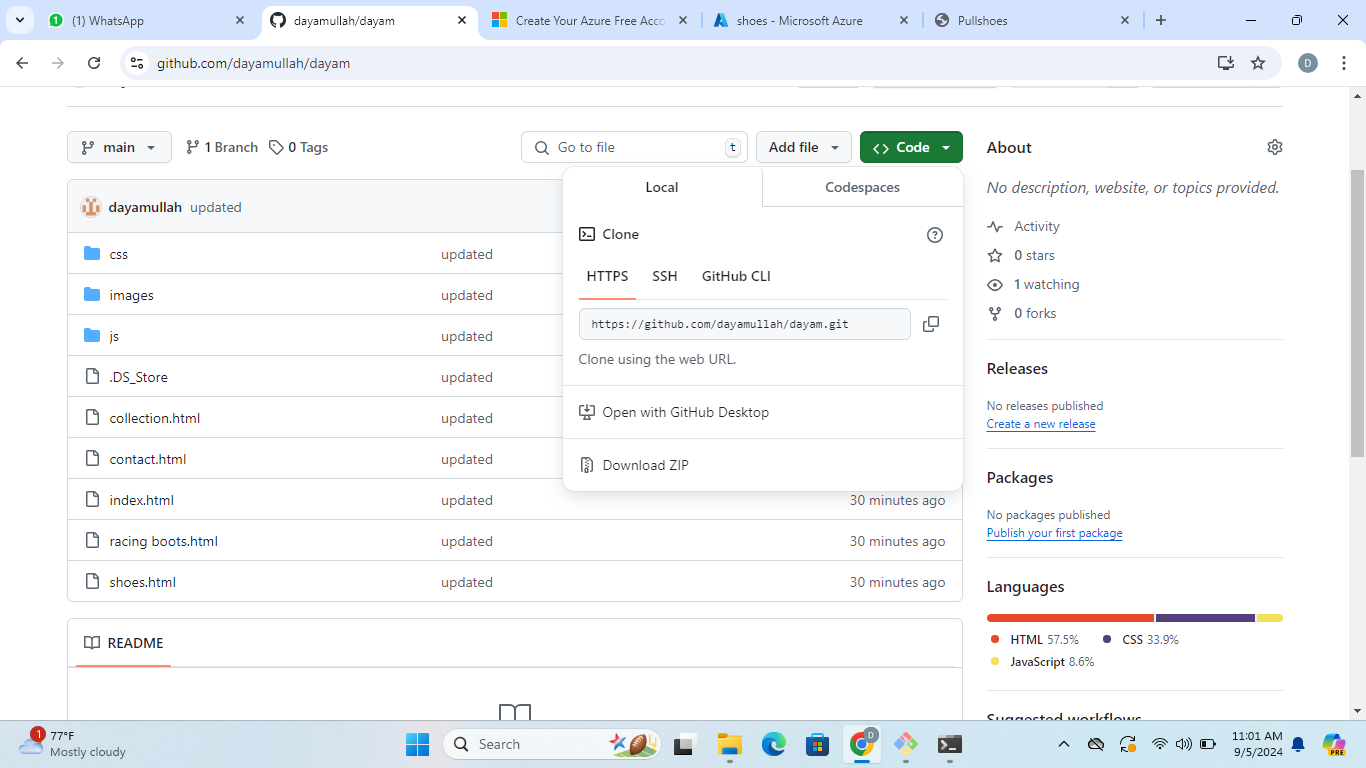 (1) WhatsApp
dayamullah/dayam
Create Your Azure Free Acco
shoes - Microsoft Azure
Pullshoes
github.com/dayamullah/dayam
D
main
1 Branch
0 Tags
Go to file
t
Add file
Code
About
No description, website, or topics provided.
Activity
0 stars
1 watching
0 forks
Local
Codespaces
Clone
HTTPS
SSH
GitHub CLI
https://github.com/dayamullah/dayam.git
Clone using the web URL.
Open with GitHub Desktop
Download ZIP
dayamullah updated
css updated
images updated
js updated
.DS_Store updated
collection.html updated
contact.html updated
index.html updated 30 minutes ago
racing boots.html updated 30 minutes ago
shoes.html updated 30 minutes ago
README
Releases
No releases published
Create a new release
Packages
No packages published
Publish your first package
Languages
HTML 57.5%
CSS 33.9%
JavaScript 8.6%
Suggested workflows
1
77°F
Mostly cloudy
Search
D
11:01 AM
9/5/2024
PRE